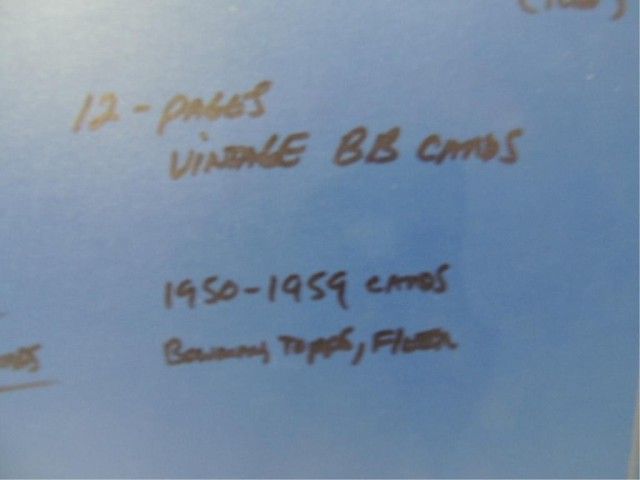 12 - PAGES
VINTAGE BB CARDS
1950-1959 CARDS
Bowman, Topps, Fleer